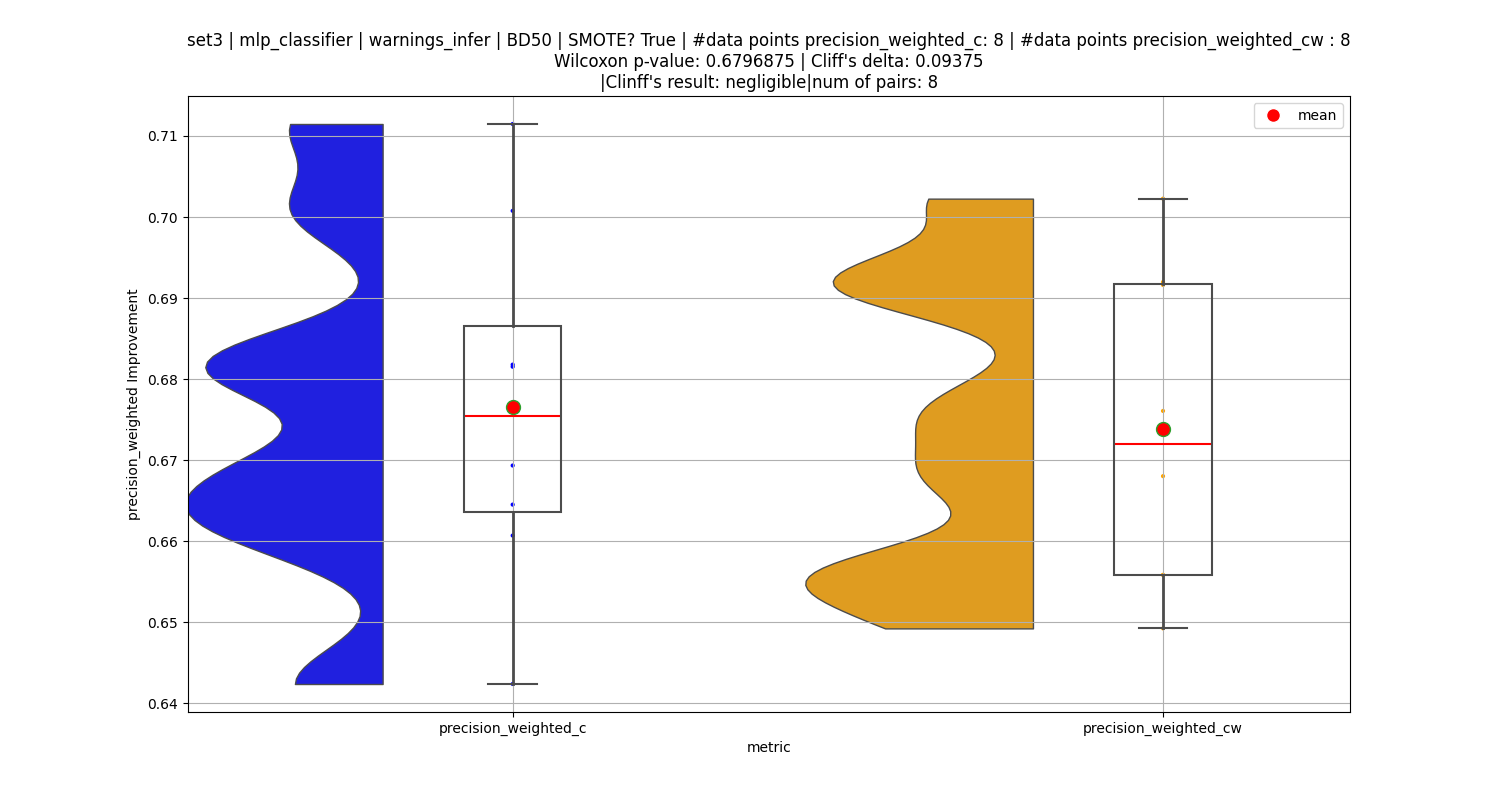 set3 | mlp_classifier | warnings_infer | BD50 | SMOTE? True | #data points precision_weighted_c: 8 | #data points precision_weighted_cw : 8
Wilcoxon p-value: 0.6796875 | Cliff's delta: 0.09375
|Clinff's result: negligible|num of pairs: 8
mean
0.71
0.70
0.69
0.68
0.67
0.66
0.65
0.64
precision_weighted Improvement
precision_weighted_c
precision_weighted_cw
metric